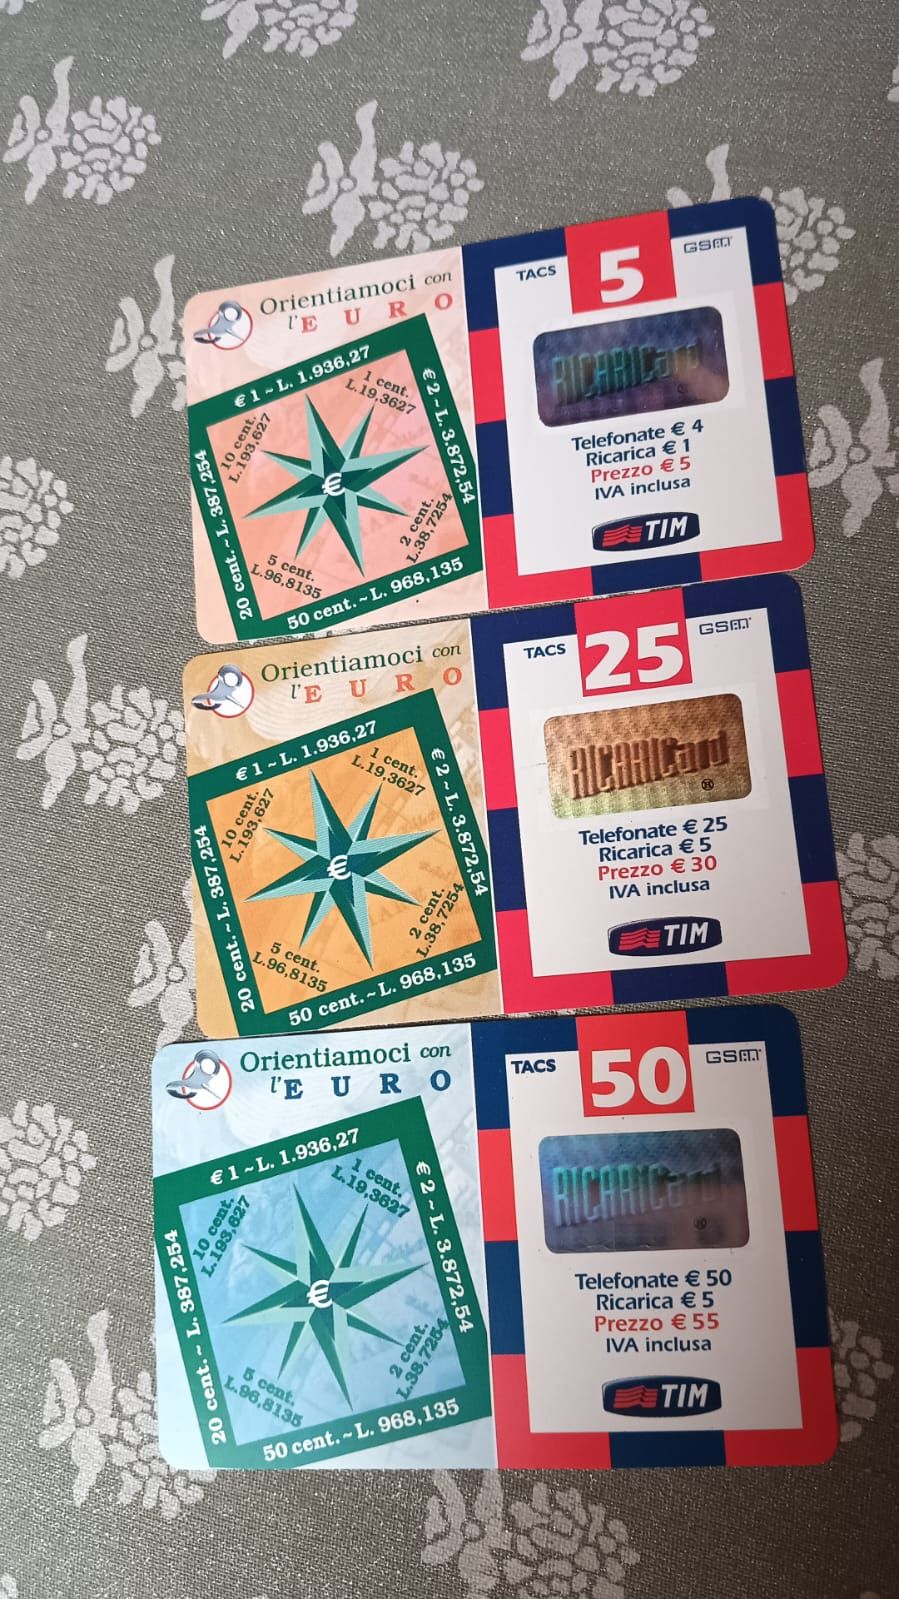 Orientiamoci con
l'EURO
€ 1 ~ L. 1.936,27
1 cent.
L.19,3627
€ 2 ~ L. 3.872,54
10 cent.
L.193,627
20 cent. ~ L. 387,254
€
2 cent.
L.38,7254
5 cent.
L.96,8135
50 cent. ~ L. 968,135
TACS
5
GSM
RICARICard
Telefonate € 4
Ricarica € 1
Prezzo € 5
IVA inclusa
TIM
Orientiamoci con
l'EURO
€ 1 ~ L. 1.936,27
1 cent.
L.19,3627
€ 2 ~ L. 3.872,54
10 cent.
L.193,627
20 cent. ~ L. 387,254
€
2 cent.
L.38,7254
5 cent.
L.96,8135
50 cent. ~ L. 968,135
TACS
25
GSM
RICARICard
®
Telefonate € 25
Ricarica € 5
Prezzo € 30
IVA inclusa
TIM
Orientiamoci con
l'EURO
€ 1 ~ L. 1.936,27
1 cent.
L.19,3627
€ 2 ~ L. 3.872,54
10 cent.
L.193,627
20 cent. ~ L. 387,254
€
2 cent.
L.38,7254
5 cent.
L.96,8135
50 cent. ~ L. 968,135
TACS
50
GSM
RICARICard
®
Telefonate € 50
Ricarica € 5
Prezzo € 55
IVA inclusa
TIM